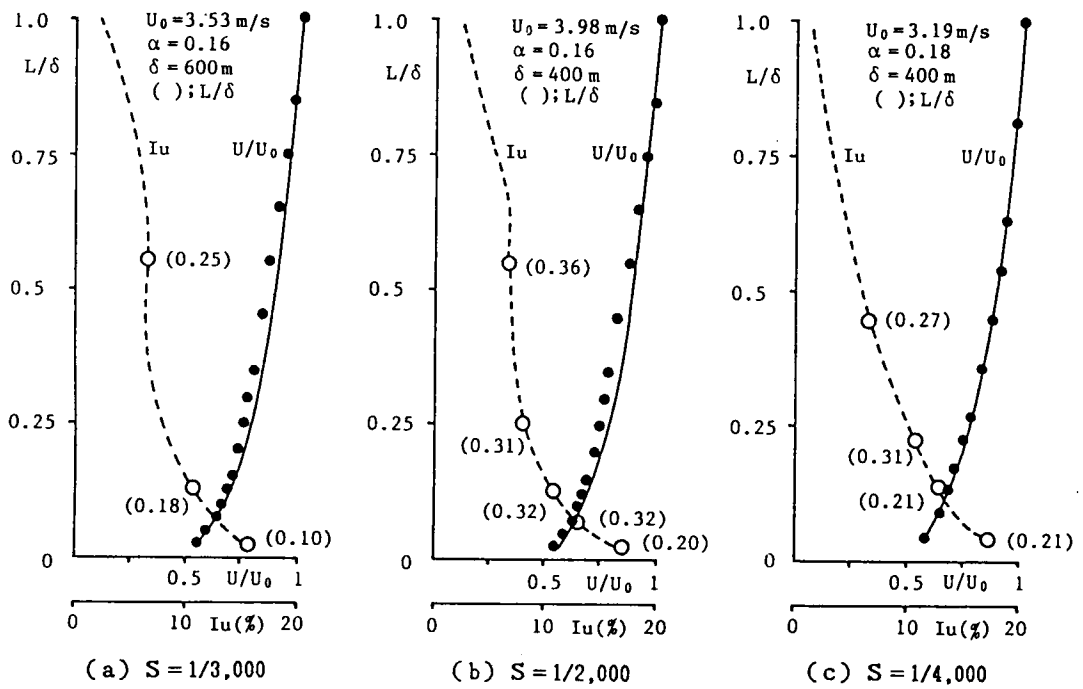 1.0
L/δ
0.75
0.5
0.25
0
U₀=3.53 m/s
α=0.16
δ=600 m
( ); L/δ
Iu
U/U₀
(0.25)
(0.18)
(0.10)
0.5 U/U₀ 1
0 10 Iu(%) 20
(a) S=1/3,000
1.0
L/δ
0.75
0.5
0.25
0
U₀=3.98 m/s
α=0.16
δ=400 m
( ); L/δ
Iu
U/U₀
(0.36)
(0.31)
(0.32)
(0.32)
(0.20)
0.5 U/U₀ 1
0 10 Iu(%) 20
(b) S=1/2,000
1.0
L/δ
0.75
0.5
0.25
0
U₀=3.19 m/s
α=0.18
δ=400 m
( ); L/δ
Iu
U/U₀
(0.27)
(0.31)
(0.21)
(0.21)
0.5 U/U₀ 1
0 10 Iu(%) 20
(c) S=1/4,000